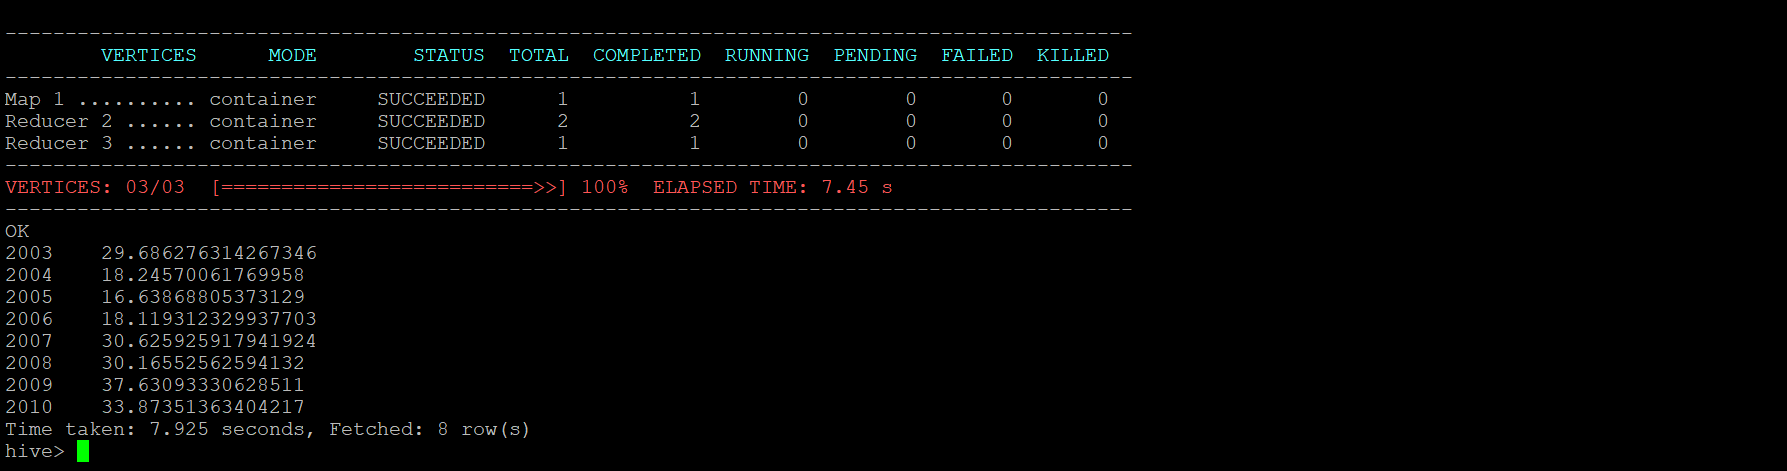 ----------------------------------------------------------------------------------------------
        VERTICES      MODE        STATUS  TOTAL  COMPLETED  RUNNING  PENDING  FAILED  KILLED
----------------------------------------------------------------------------------------------
Map 1 .......... container     SUCCEEDED      1          1        0        0       0       0
Reducer 2 ...... container     SUCCEEDED      2          2        0        0       0       0
Reducer 3 ...... container     SUCCEEDED      1          1        0        0       0       0
----------------------------------------------------------------------------------------------
VERTICES: 03/03  [==========================>>] 100%  ELAPSED TIME: 7.45 s
----------------------------------------------------------------------------------------------
OK
2003    29.686276314267346
2004    18.24570061769958
2005    16.63868805373129
2006    18.119312329937703
2007    30.625925917941924
2008    30.16552562594132
2009    37.63093330628511
2010    33.87351363404217
Time taken: 7.925 seconds, Fetched: 8 row(s)
hive>